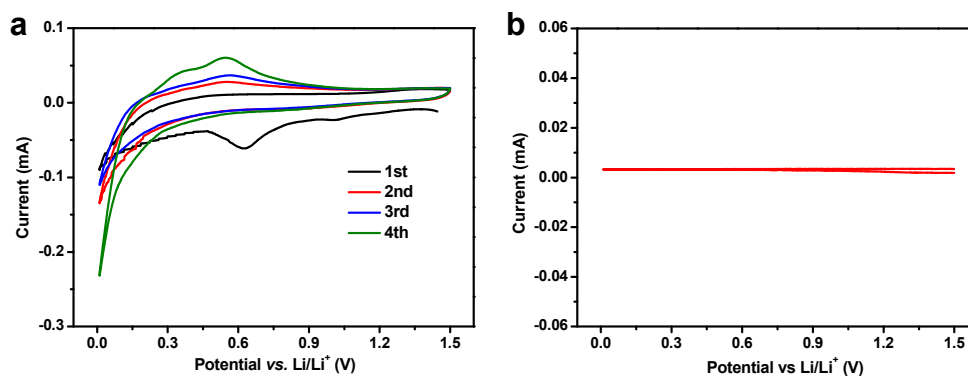 a
0.1
0.0
-0.1
-0.2
-0.3
Current (mA)
1st
2nd
3rd
4th
0.0 0.3 0.6 0.9 1.2 1.5
Potential vs. Li/Li⁺ (V)
b
0.06
0.04
0.02
0.00
-0.02
-0.04
-0.06
Current (mA)
0.0 0.3 0.6 0.9 1.2 1.5
Potential vs Li/Li⁺ (V)